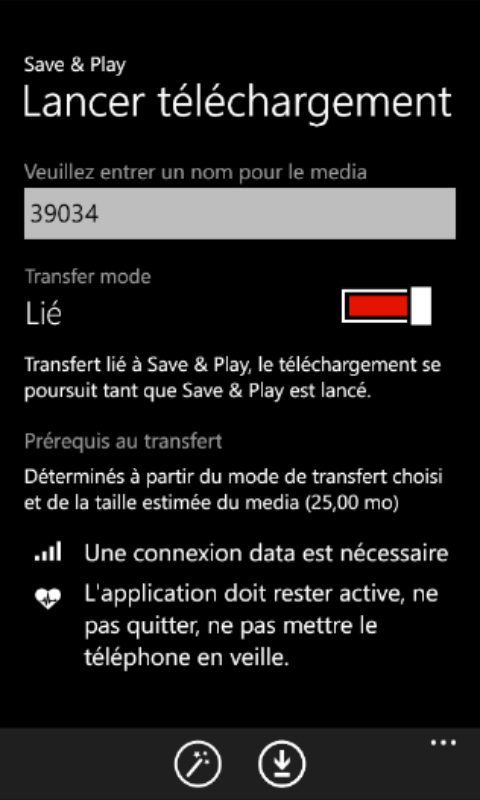 Save & Play
Lancer téléchargement
Veuillez entrer un nom pour le media
39034
Transfer mode
Lié
Transfert lié à Save & Play, le téléchargement se
poursuit tant que Save & Play est lancé.
Prérequis au transfert
Déterminés à partir du mode de transfert choisi
et de la taille estimée du media (25,00 mo)
Une connexion data est nécessaire
L'application doit rester active, ne
pas quitter, ne pas mettre le
téléphone en veille.